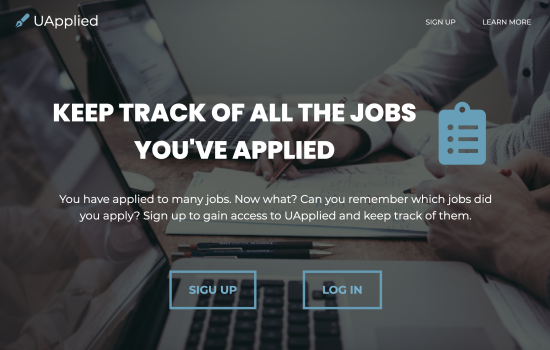 UApplied
SIGN UP
LEARN MORE
KEEP TRACK OF ALL THE JOBS
YOU'VE APPLIED
You have applied to many jobs. Now what? Can you remember which jobs did
you apply? Sign up to gain access to UApplied and keep track of them.
SIGU UP
LOG IN